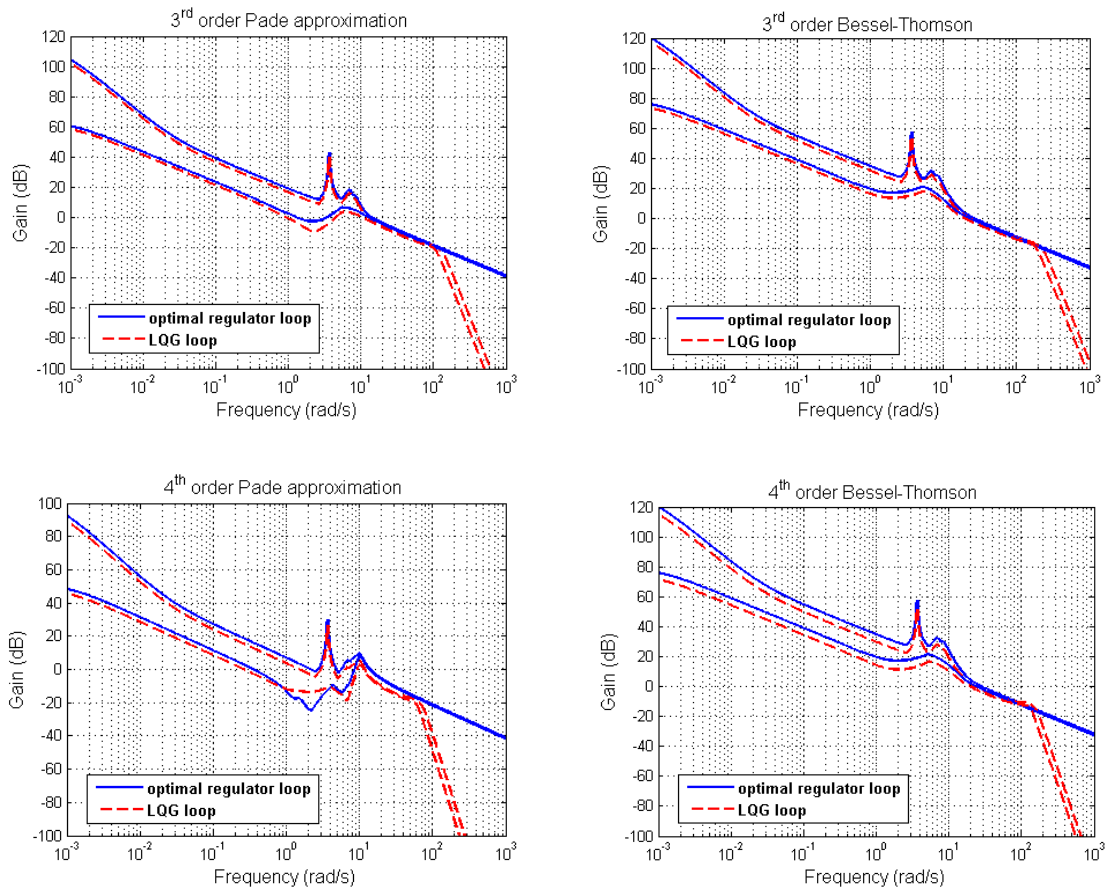 3rd order Pade approximation
120
100
80
60
40
20
0
-20
-40
-60
-80
-100
Gain (dB)
optimal regulator loop
LQG loop
10-3 10-2 10-1 100 101 102 103
Frequency (rad/s)
3rd order Bessel-Thomson
120
100
80
60
40
20
0
-20
-40
-60
-80
-100
Gain (dB)
optimal regulator loop
LQG loop
10-3 10-2 10-1 100 101 102 103
Frequency (rad/s)
4th order Pade approximation
100
80
60
40
20
0
-20
-40
-60
-80
-100
Gain (dB)
optimal regulator loop
LQG loop
10-3 10-2 10-1 100 101 102 103
Frequency (rad/s)
4th order Bessel-Thomson
120
100
80
60
40
20
0
-20
-40
-60
-80
-100
Gain (dB)
optimal regulator loop
LQG loop
10-3 10-2 10-1 100 101 102 103
Frequency (rad/s)